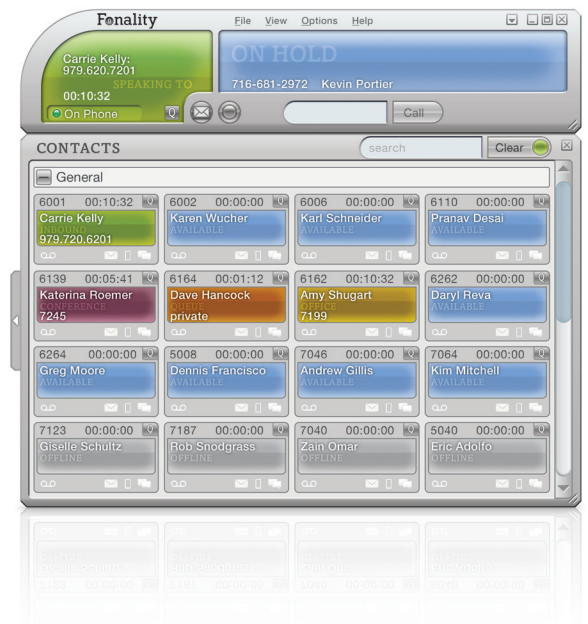 Fonality
File View Options Help
Carrie Kelly:
979.620.7201
SPEAKING TO
00:10:32
On Phone Q
ON HOLD
716-681-2972 Kevin Portier
Call
CONTACTS
search
Clear
General
6001 00:10:32 Q
Carrie Kelly
INBOUND
979.720.6201
6002 00:00:00 Q
Karen Wucher
AVAILABLE
6006 00:00:00 Q
Karl Schneider
AVAILABLE
6110 00:00:00 Q
Pranav Desai
AVAILABLE
6139 00:05:41 Q
Katerina Roemer
CONFERENCE
7245
6164 00:01:12 Q
Dave Hancock
QUEUE
private
6162 00:10:32 Q
Amy Shugart
OFFICE
7199
6262 00:00:00 Q
Daryl Reva
AVAILABLE
6264 00:00:00 Q
Greg Moore
AVAILABLE
5008 00:00:00 Q
Dennis Francisco
AVAILABLE
7046 00:00:00 Q
Andrew Gillis
AVAILABLE
7064 00:00:00 Q
Kim Mitchell
AVAILABLE
7123 00:00:00 Q
Giselle Schultz
OFFLINE
7187 00:00:00 Q
Rob Snodgrass
OFFLINE
7040 00:00:00 Q
Zain Omar
OFFLINE
5040 00:00:00 Q
Eric Adolfo
OFFLINE